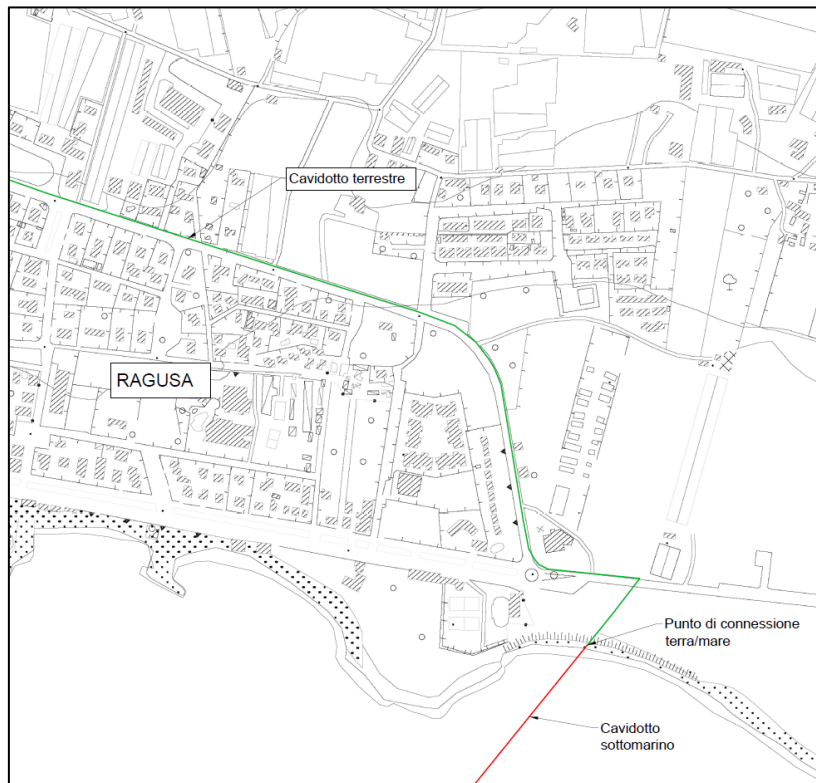 Cavidotto terrestre
RAGUSA
Punto di connessione
terra/mare
Cavidotto
sottomarino